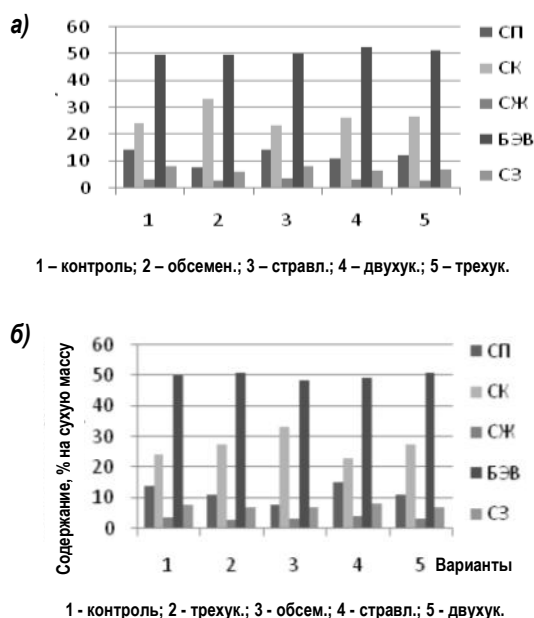 а)
60
50
40
30
20
10
0
1 2 3 4 5
СП
СК
СЖ
БЭВ
СЗ
1 – контроль; 2 – обсемен.; 3 – стравл.; 4 – двухук.; 5 – трехук.
б)
Содержание, % на сухую массу
60
50
40
30
20
10
0
1 2 3 4 5 Варианты
СП
СК
СЖ
БЭВ
СЗ
1 - контроль; 2 - трехук.; 3 - обсем.; 4 - стравл.; 5 - двухук.